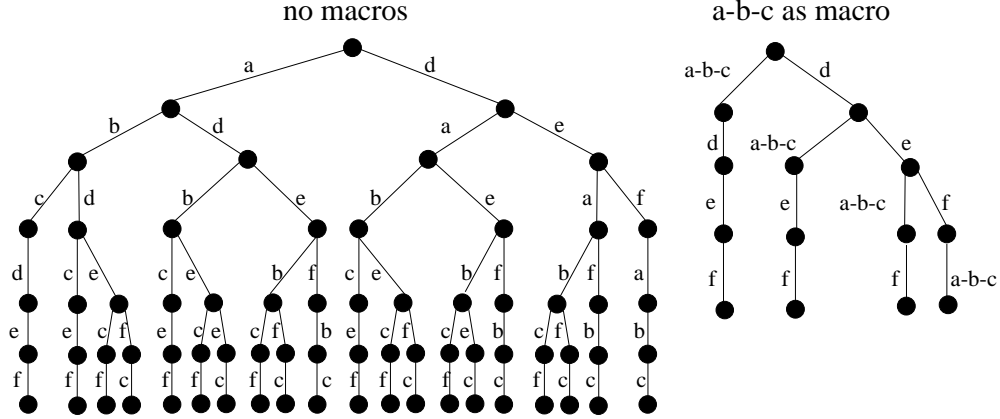 no macros
a-b-c as macro
a d
a-b-c d
b d a e
d a-b-c e
c d b e b e a f
e e a-b-c f
d c e c e b f c e b f b f a
f f f a-b-c
e e c f e c e c f b e c f c e b c f b b
f f f c f f c f c c f f c f c c f c c c